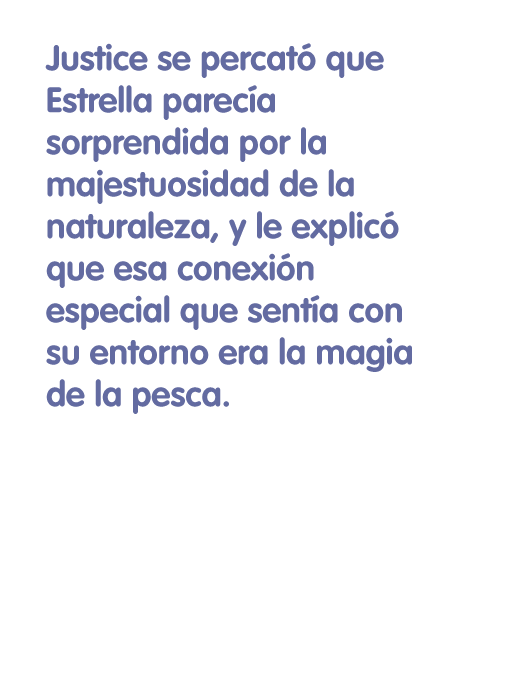 Justice se percató que
Estrella parecía
sorprendida por la
majestuosidad de la
naturaleza, y le explicó
que esa conexión
especial que sentía con
su entorno era la magia
de la pesca.